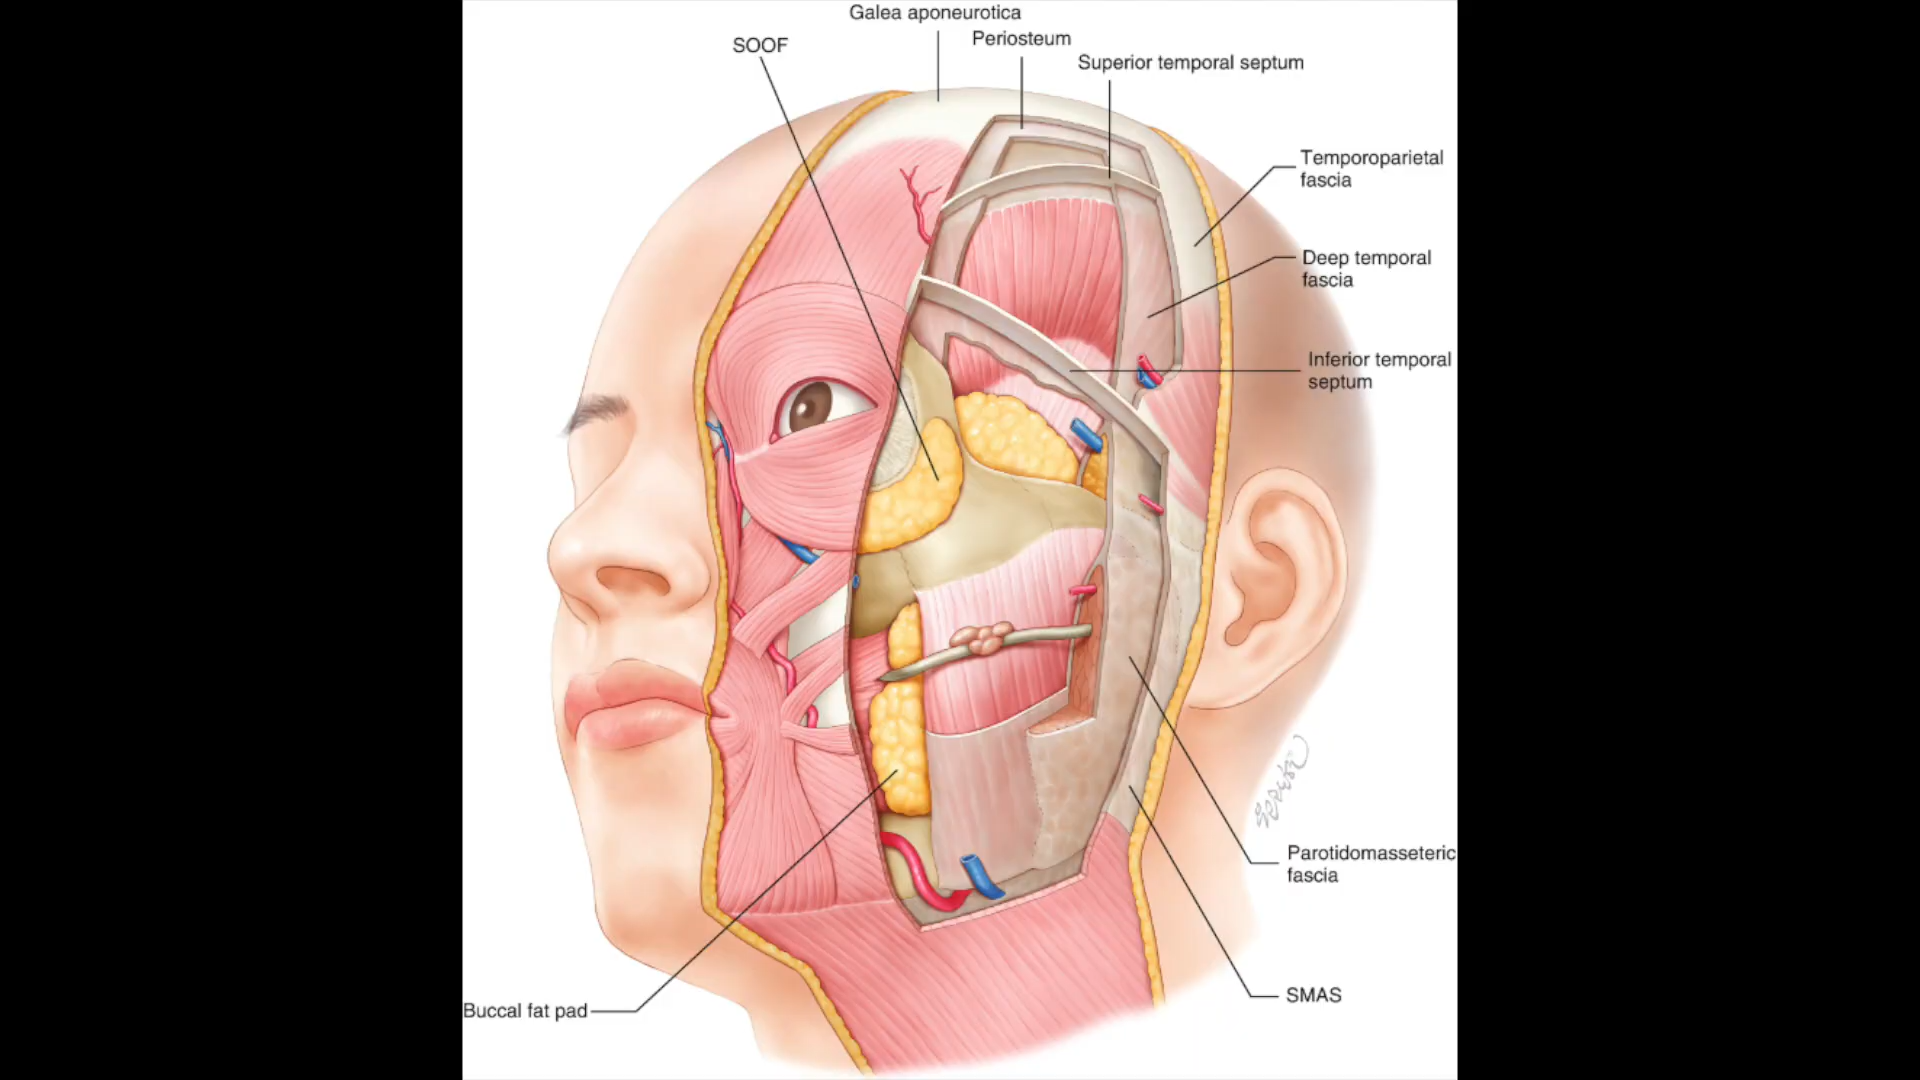 Galea aponeurotica
SOOF
Periosteum
Superior temporal septum
Temporoparietal
fascia
Deep temporal
fascia
Inferior temporal
septum
Parotidomasseteric
fascia
SMAS
Buccal fat pad